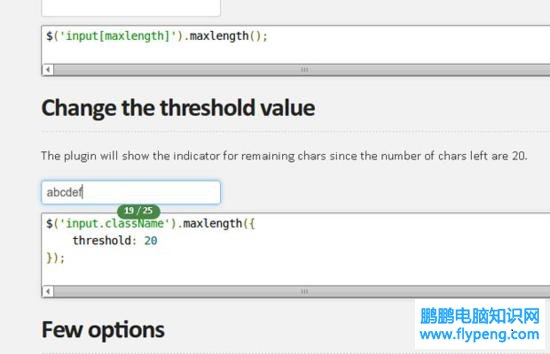 $('input[maxlength]').maxlength();
Change the threshold value
The plugin will show the indicator for remaining chars since the number of chars left are 20.
abcdef
19 / 25
$('input.className').maxlength({
threshold: 20
});
Few options
鹏鹏电脑知识网
www.flypeng.com